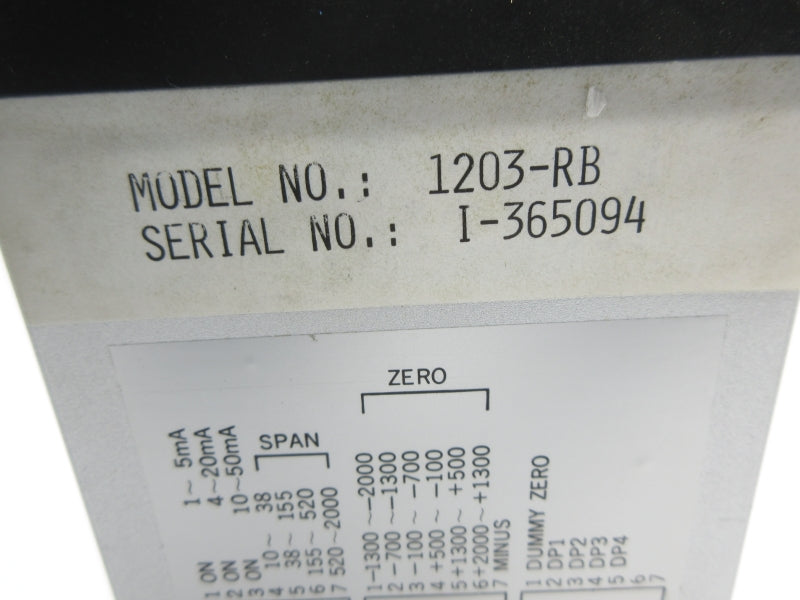 MODEL NO.: 1203-RB
SERIAL NO.: I-365094
ZERO
SPAN
1 ON 1~ 5mA
2 ON 4~20mA
3 ON 10~50mA
4 10~ 38
5 38~ 155
6 155~ 520
7 520~2000
1-1300 ~-2000
2 -700 ~-1300
3 -100 ~ -700
4 +500 ~ -100
5+1300~ +500
6+2000~+1300
7 MINUS
1 DUMMY ZERO
2 DP1
3 DP2
4 DP3
5 DP4
6
7